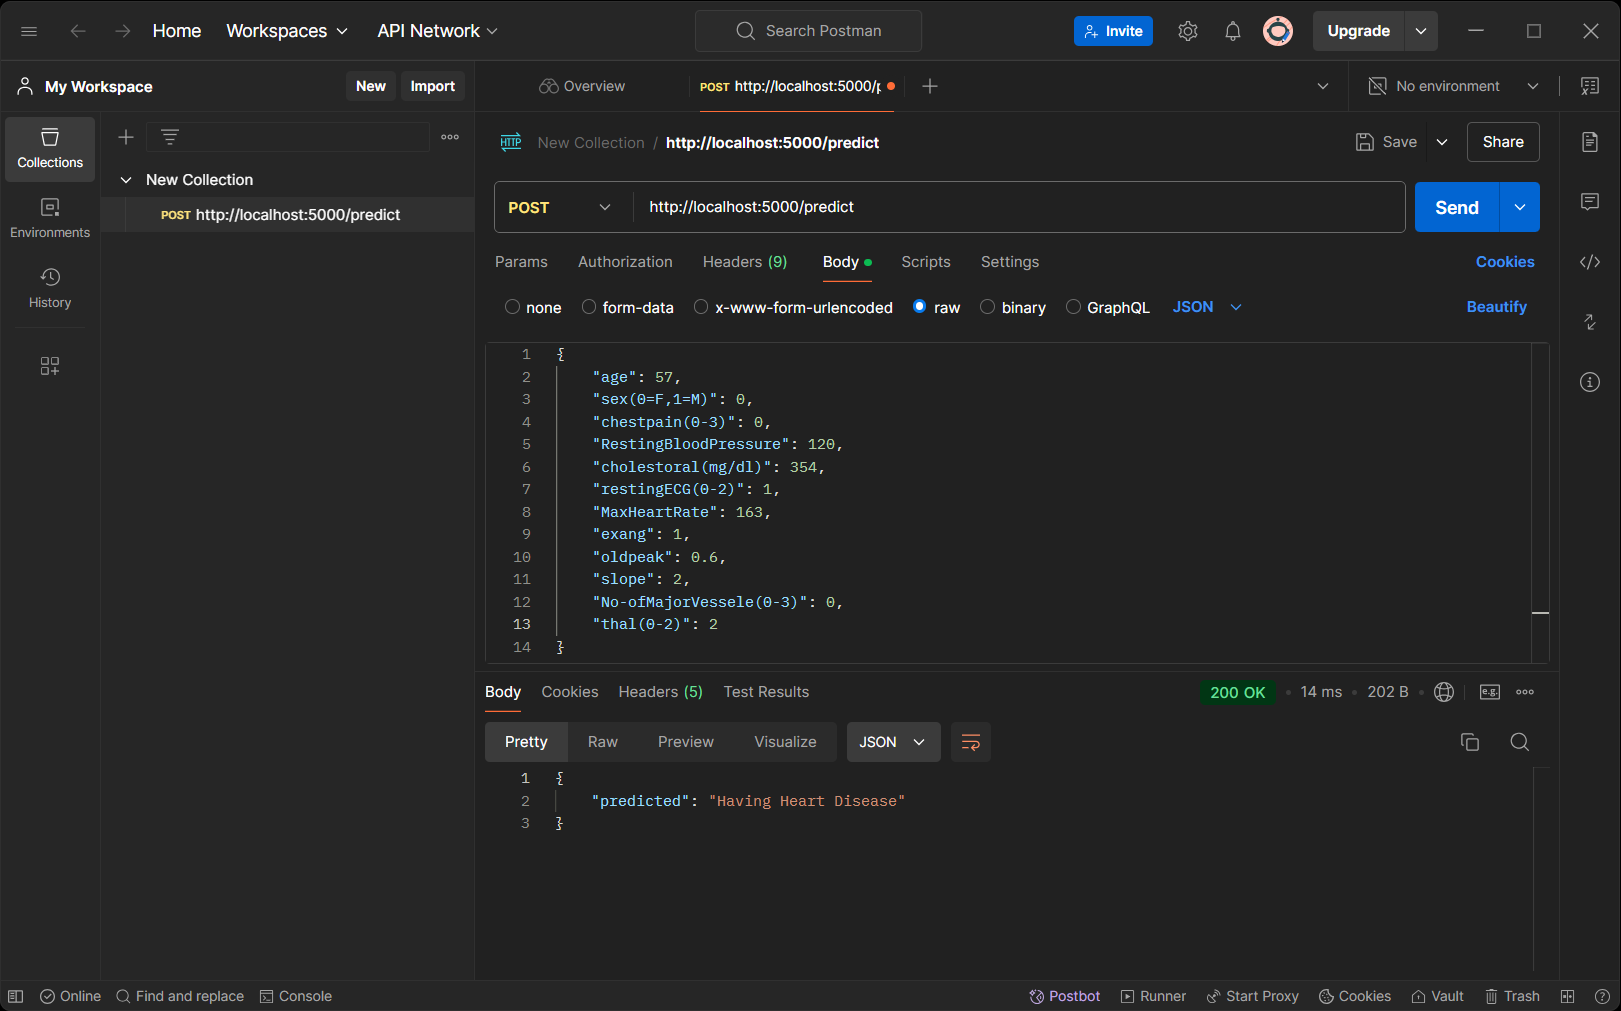 Home Workspaces API Network Search Postman Invite Upgrade
My Workspace New Import Overview POST http://localhost:5000/p No environment
Collections
HTTP New Collection / http://localhost:5000/predict Save Share
New Collection
POST http://localhost:5000/predict
POST http://localhost:5000/predict Send
Environments
History
Params Authorization Headers (9) Body Scripts Settings Cookies
none form-data x-www-form-urlencoded raw binary GraphQL JSON Beautify
1 {
2 "age": 57,
3 "sex(0=F,1=M)": 0,
4 "chestpain(0-3)": 0,
5 "RestingBloodPressure": 120,
6 "cholestoral(mg/dl)": 354,
7 "restingECG(0-2)": 1,
8 "MaxHeartRate": 163,
9 "exang": 1,
10 "oldpeak": 0.6,
11 "slope": 2,
12 "No-ofMajorVessele(0-3)": 0,
13 "thal(0-2)": 2
14 }
Body Cookies Headers (5) Test Results 200 OK 14 ms 202 B e.g.
Pretty Raw Preview Visualize JSON
1 {
2 "predicted": "Having Heart Disease"
3 }
Online Find and replace Console Postbot Runner Start Proxy Cookies Vault Trash